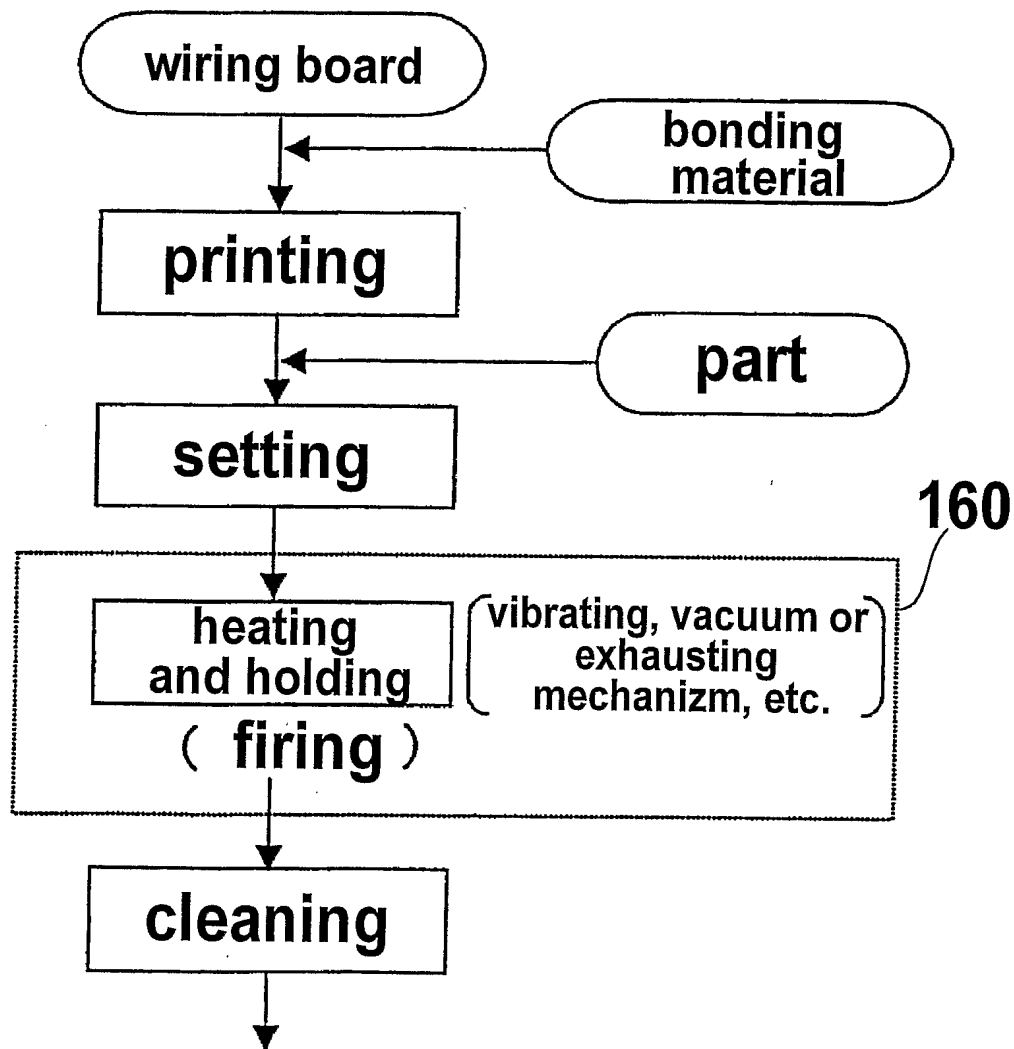 wiring board
bonding
material
printing
part
setting
160
heating
and holding
(vibrating, vacuum or
exhausting
mechanizm, etc.)
( firing )
cleaning